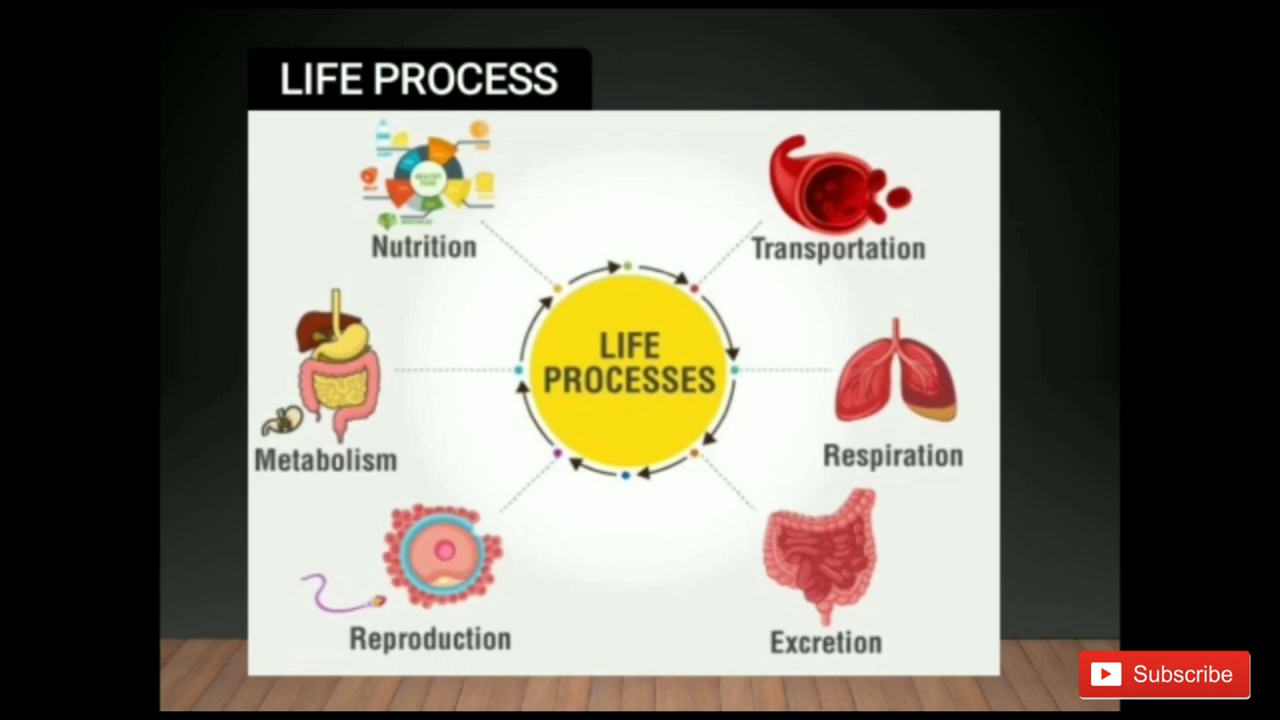 LIFE PROCESS
Nutrition
Transportation
LIFE
PROCESSES
Metabolism
Respiration
Reproduction
Excretion
Subscribe